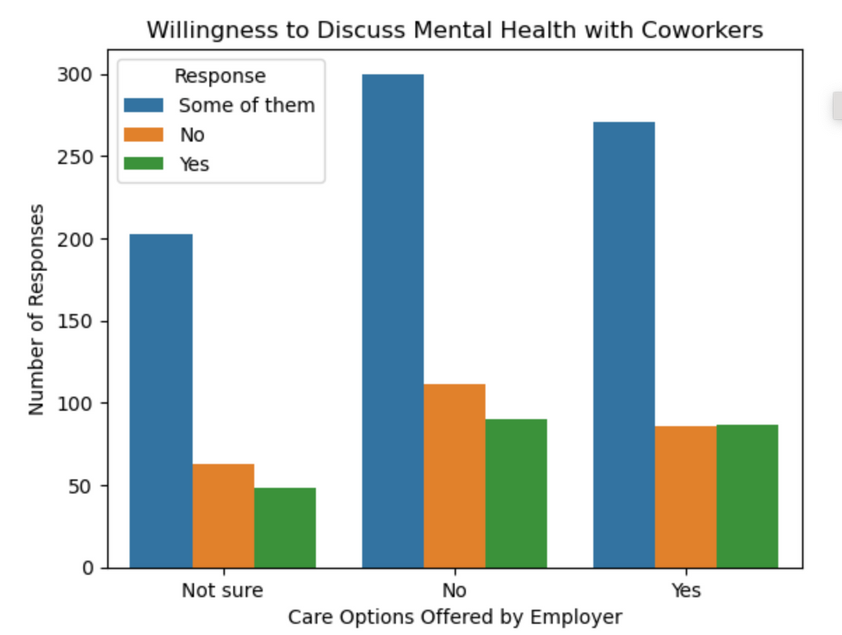 Willingness to Discuss Mental Health with Coworkers
Response
Some of them
No
Yes
300
250
200
150
100
50
0
Number of Responses
Not sure No Yes
Care Options Offered by Employer